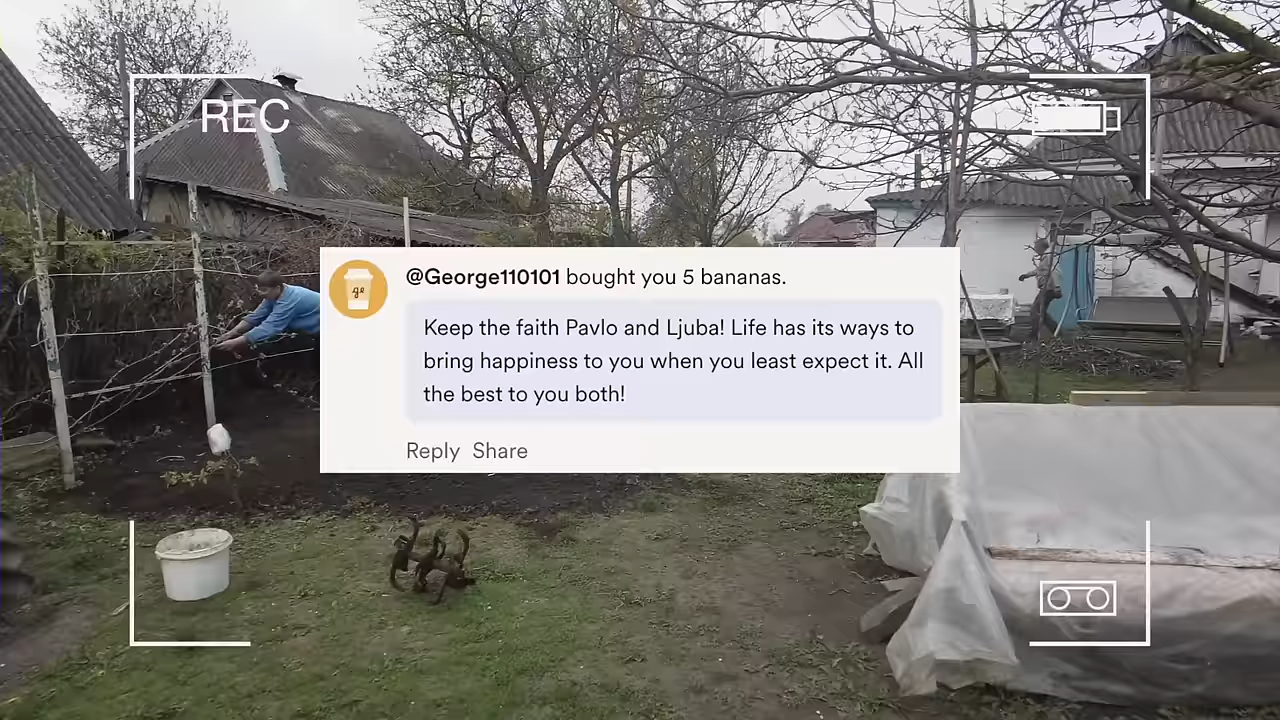 REC
@George110101 bought you 5 bananas.
Keep the faith Pavlo and Ljuba! Life has its ways to
bring happiness to you when you least expect it. All
the best to you both!
Reply Share